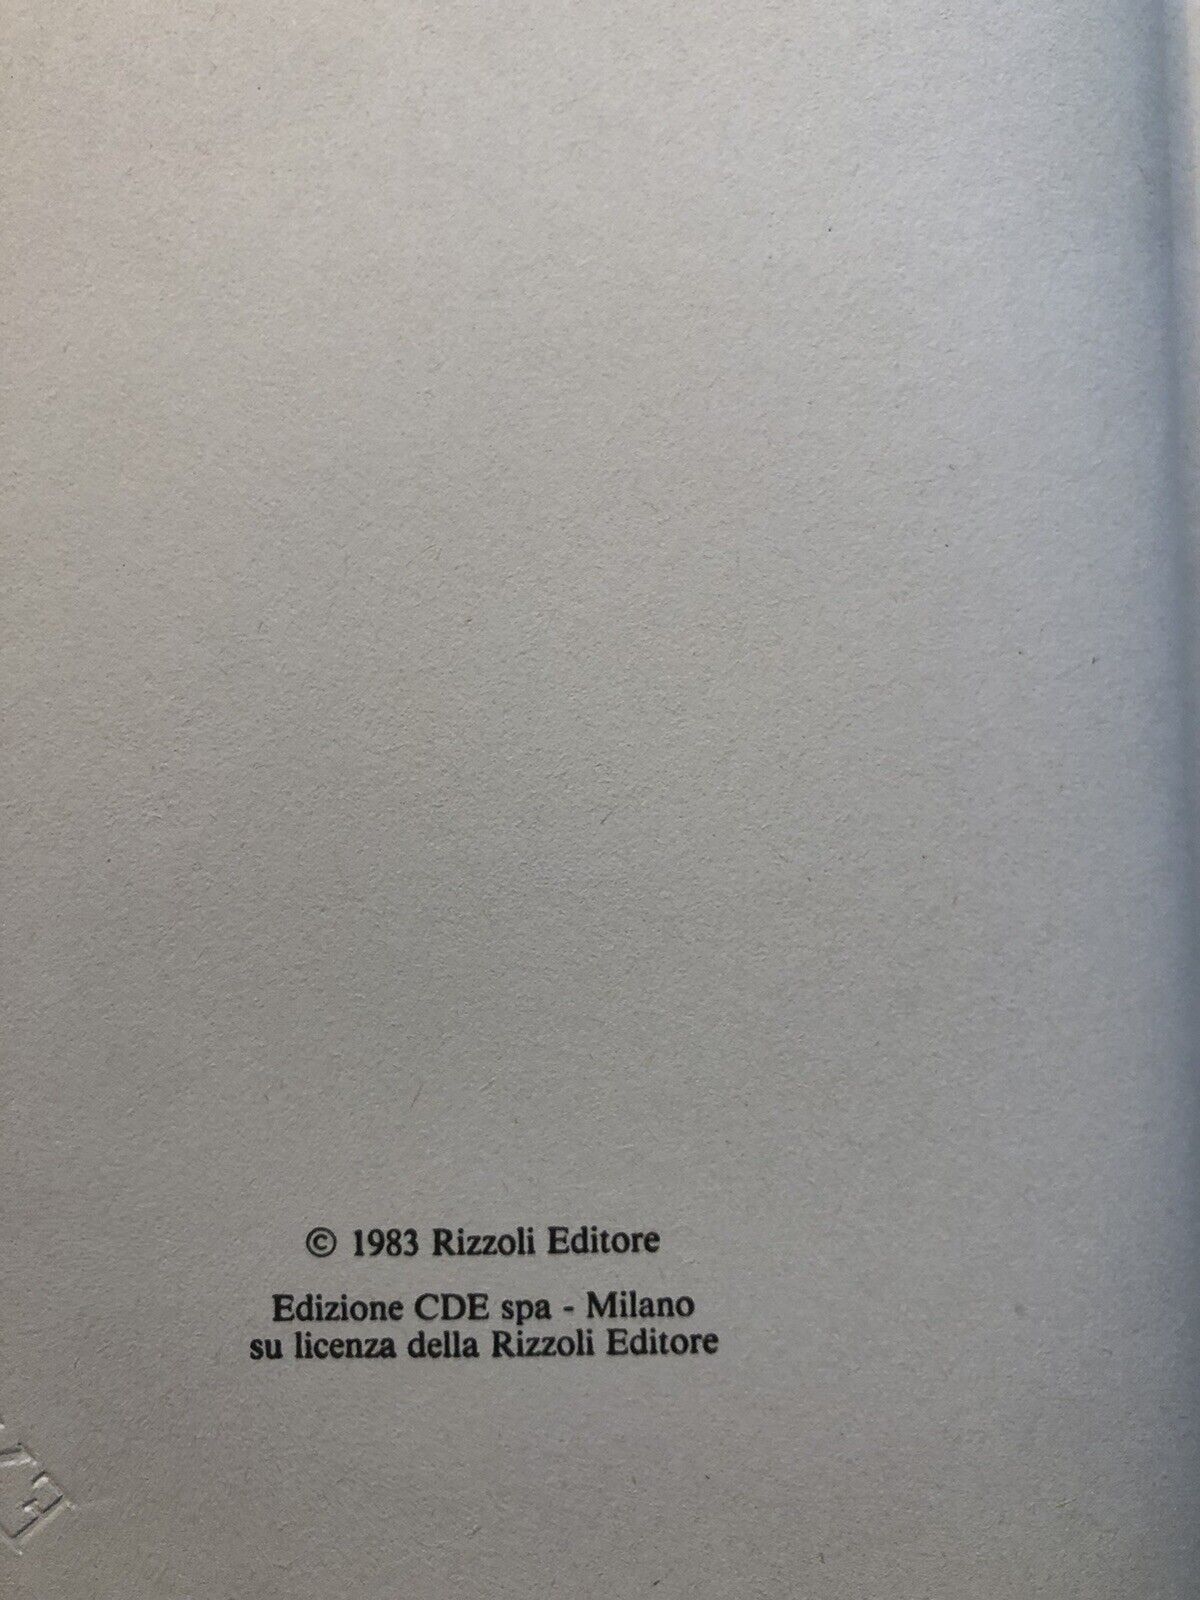 © 1983 Rizzoli Editore
Edizione CDE spa - Milano
su licenza della Rizzoli Editore